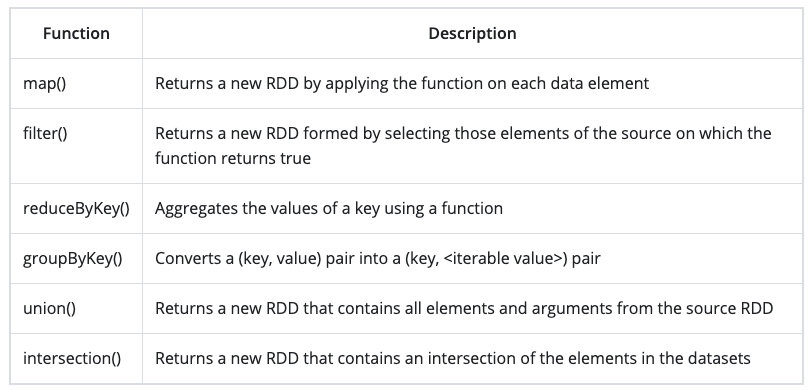 Function Description
map() Returns a new RDD by applying the function on each data element
filter() Returns a new RDD formed by selecting those elements of the source on which the
function returns true
reduceByKey() Aggregates the values of a key using a function
groupByKey() Converts a (key, value) pair into a (key, <iterable value>) pair
union() Returns a new RDD that contains all elements and arguments from the source RDD
intersection() Returns a new RDD that contains an intersection of the elements in the datasets